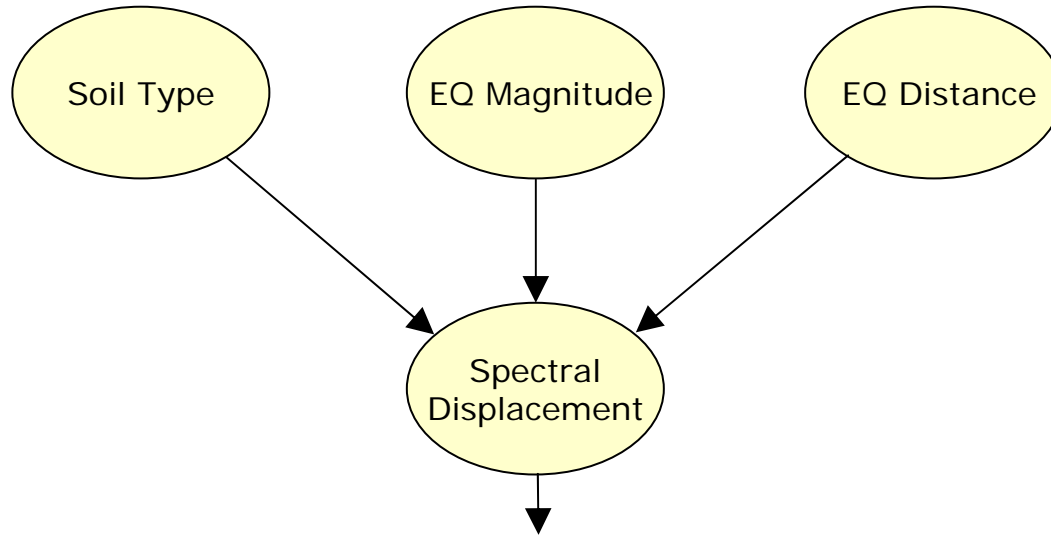 Soil Type
EQ Magnitude
EQ Distance
Spectral
Displacement